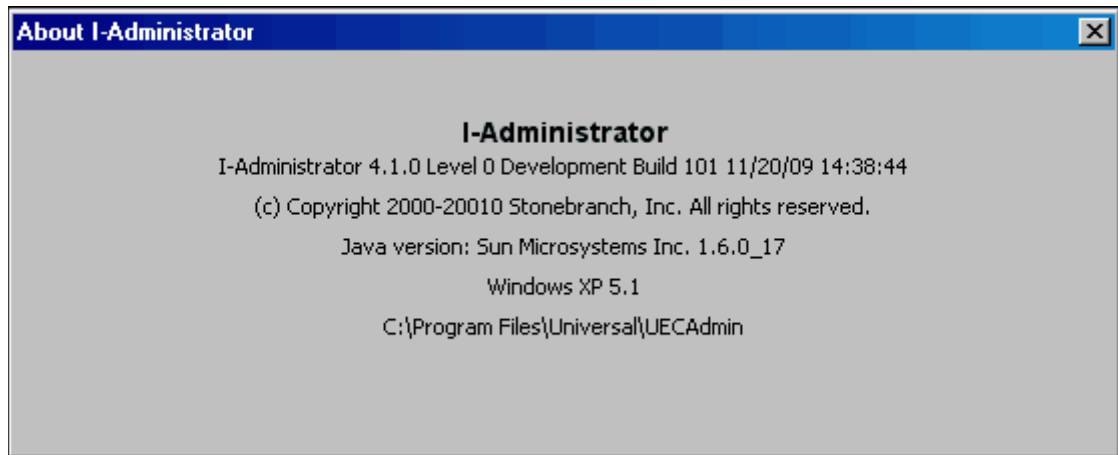 About I-Administrator
I-Administrator
I-Administrator 4.1.0 Level 0 Development Build 101 11/20/09 14:38:44
(c) Copyright 2000-20010 Stonebranch, Inc. All rights reserved.
Java version: Sun Microsystems Inc. 1.6.0_17
Windows XP 5.1
C:\Program Files\Universal\UECAdmin